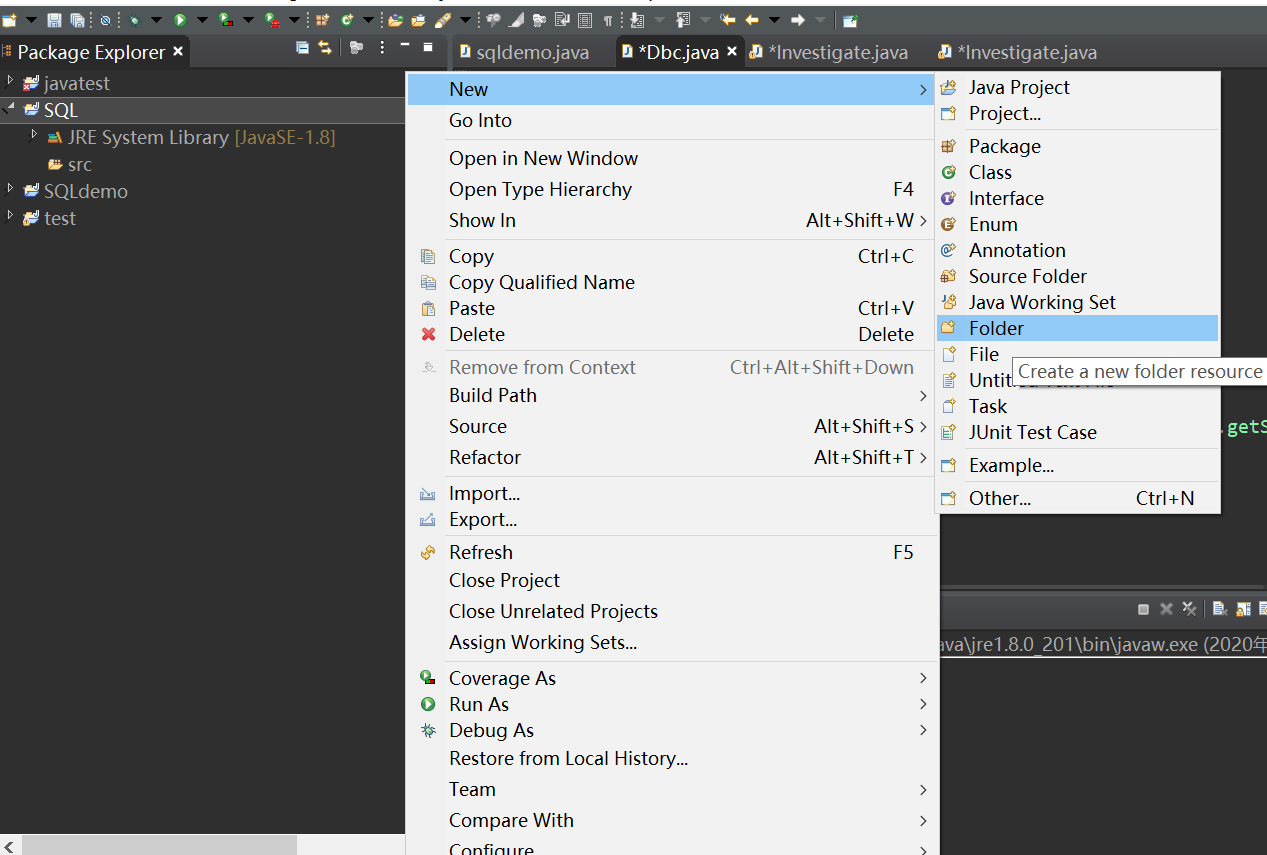 Package Explorer
sqldemo.java
*Dbc.java
*Investigate.java
*Investigate.java
javatest
SQL
JRE System Library [JavaSE-1.8]
src
SQLdemo
test
New
Go Into
Open in New Window
Open Type Hierarchy F4
Show In Alt+Shift+W
Copy Ctrl+C
Copy Qualified Name
Paste Ctrl+V
Delete Delete
Remove from Context Ctrl+Alt+Shift+Down
Build Path
Source Alt+Shift+S
Refactor Alt+Shift+T
Import...
Export...
Refresh F5
Close Project
Close Unrelated Projects
Assign Working Sets...
Coverage As
Run As
Debug As
Restore from Local History...
Team
Compare With
Configure
Java Project
Project...
Package
Class
Interface
Enum
Annotation
Source Folder
Java Working Set
Folder
File
Create a new folder resource
Task
JUnit Test Case
Example...
Other... Ctrl+N
.getS
ava\jre1.8.0_201\bin\javaw.exe (2020年